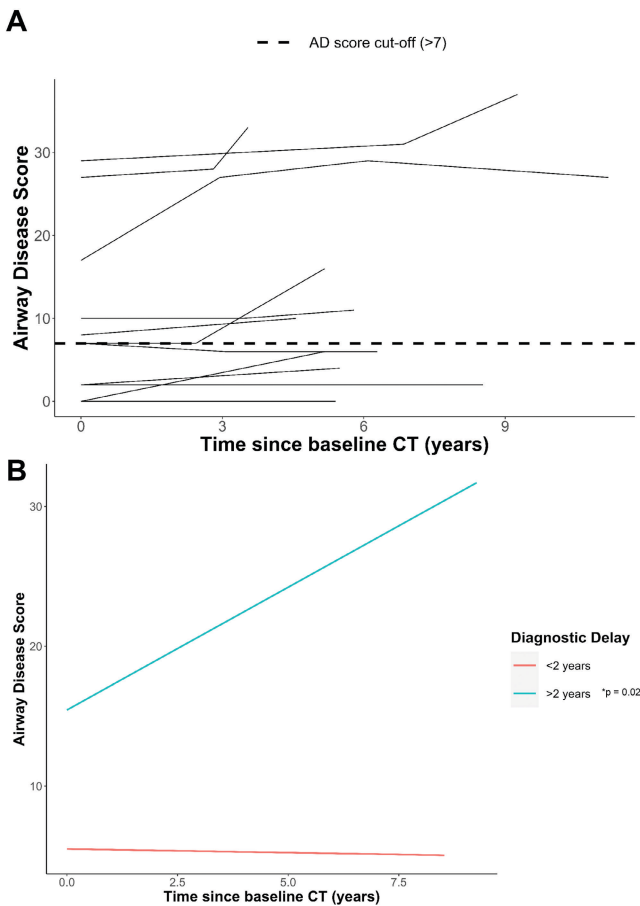 A
AD score cut-off (>7)
Airway Disease Score
30
20
10
0
0 3 6 9
Time since baseline CT (years)
B
Airway Disease Score
30
20
10
0.0 2.5 5.0 7.5
Time since baseline CT (years)
Diagnostic Delay
<2 years
>2 years *p = 0.02